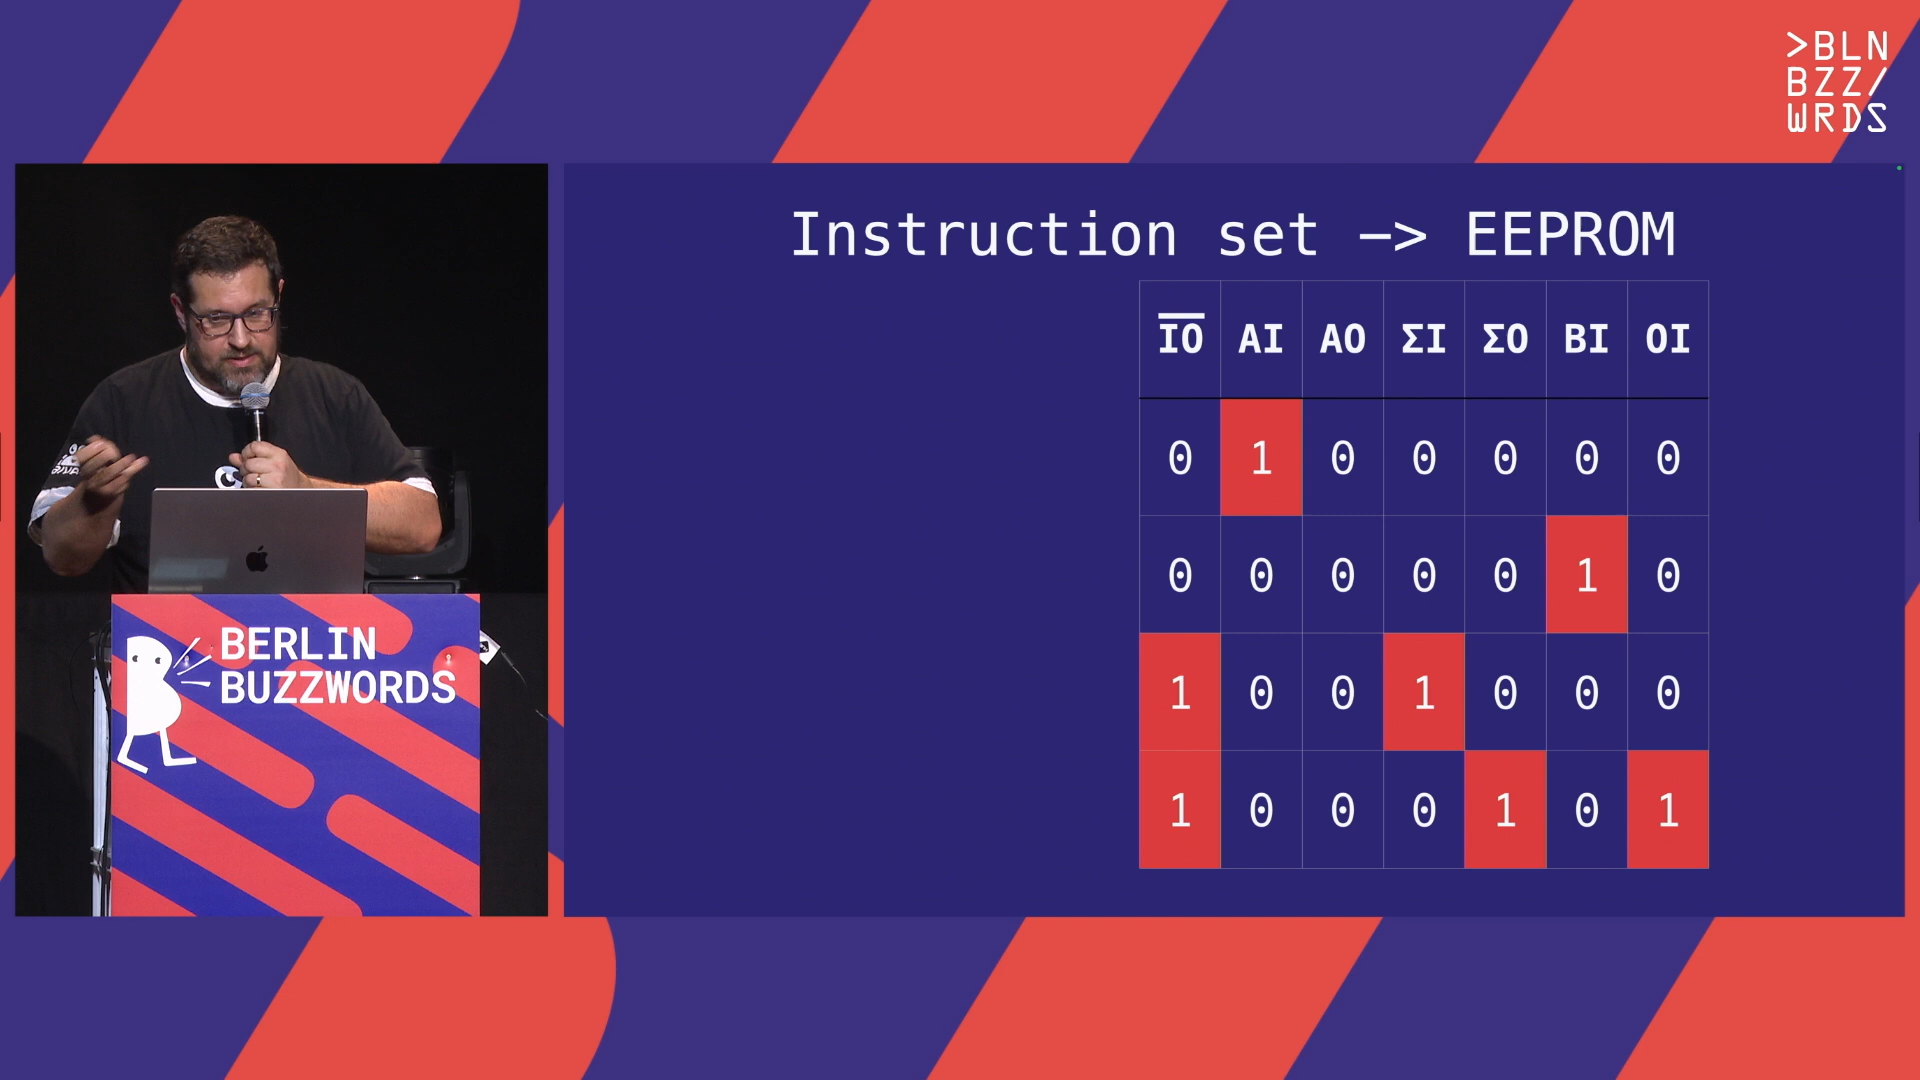 >BLN
BZZ/
WRDS
Instruction set —> EEPROM
I̅O̅ AI AO ΣI ΣO BI OI
0 1 0 0 0 0 0
0 0 0 0 0 1 0
1 0 0 1 0 0 0
1 0 0 0 1 0 1
BERLIN
BUZZWORDS